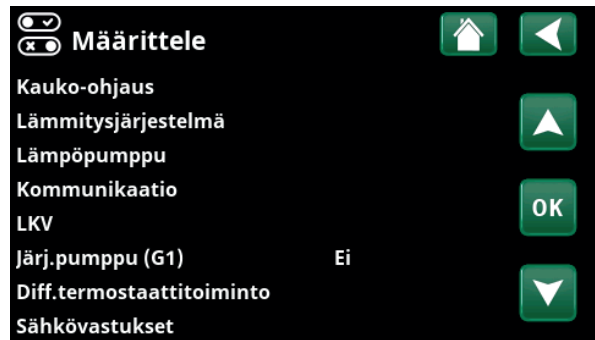 Määrittele
Kauko-ohjaus
Lämmitysjärjestelmä
Lämpöpumppu
Kommunikaatio
OK
LKV
Järj.pumppu (G1) Ei
Diff.termostaattitoiminto
Sähkövastukset